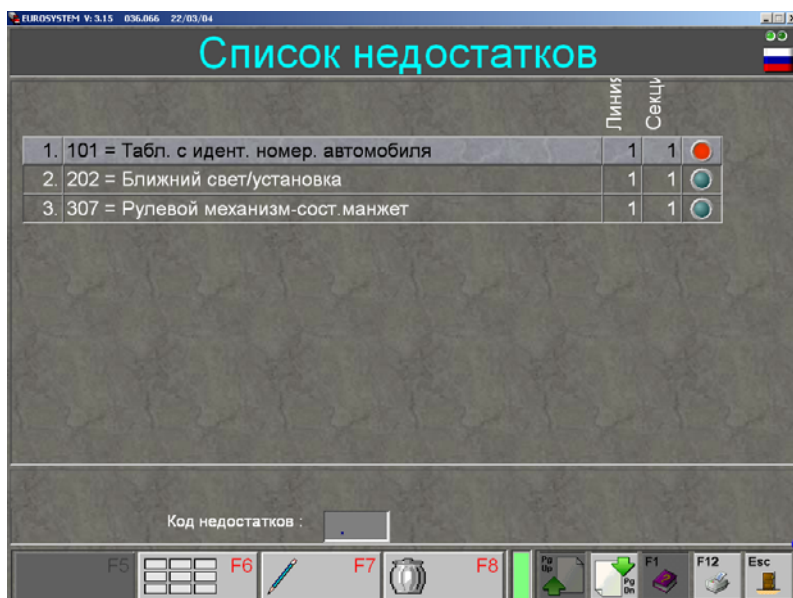 EUROSYSTEM V: 3.15 036.066 22/03/04
Список недостатков
Линия Секци
1. 101 = Табл. с идент. номер. автомобиля 1 1
2. 202 = Ближний свет/установка 1 1
3. 307 = Рулевой механизм-сост.манжет 1 1
Код недостатков : .
F5 F6 F7 F8 Pg Up Pg Dn F1 F12 Esc